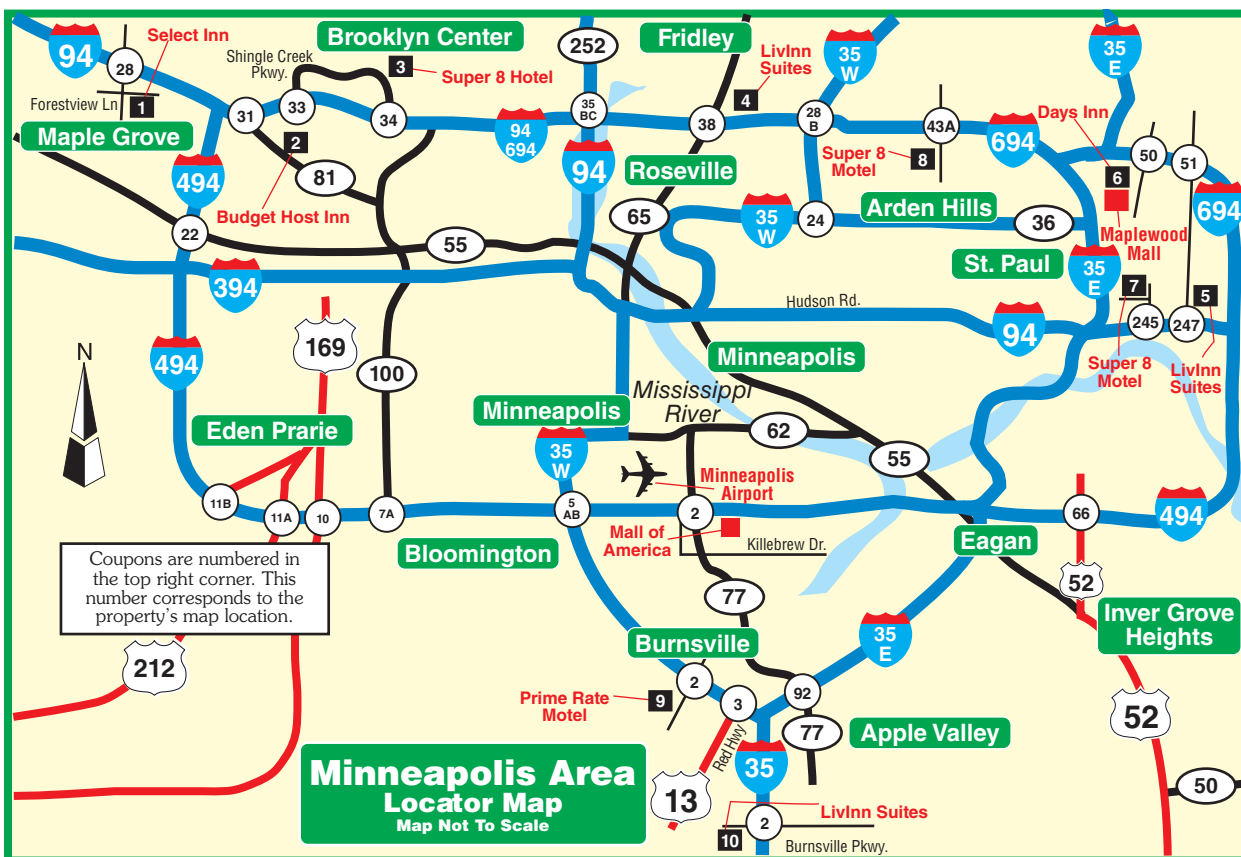 94
28
Select Inn
Shingle Creek
Pkwy.
Brooklyn Center
3
Super 8 Hotel
252
Fridley
38
LivInn
Suites
4
35
W
35
E
Forestview Ln
1
Maple Grove
31
33
34
2
94
694
35
BC
38
28
B
43A
694
Days Inn
50
51
494
81
Budget Host Inn
94
Roseville
Super 8
Motel
8
6
694
22
55
65
35
W
24
Arden Hills
36
Maplewood
Mall
394
St. Paul
35
E
7
5
Hudson Rd.
94
245
247
N
494
169
100
Minneapolis
Super 8
Motel
LivInn
Suites
Mississippi
River
Minneapolis
Eden Prarie
35
W
62
55
Minneapolis
Airport
11B
11A
10
7A
5
AB
2
Mall of
America
Killebrew Dr.
66
494
Bloomington
Eagan
Coupons are numbered in
the top right corner. This
number corresponds to the
property's map location.
52
77
212
Burnsville
35
E
Inver Grove
Heights
Prime Rate
Motel
9
2
3
92
52
77
Apple Valley
Red Hwy
35
13
50
Minneapolis Area
Locator Map
Map Not To Scale
LivInn Suites
10
2
Burnsville Pkwy.